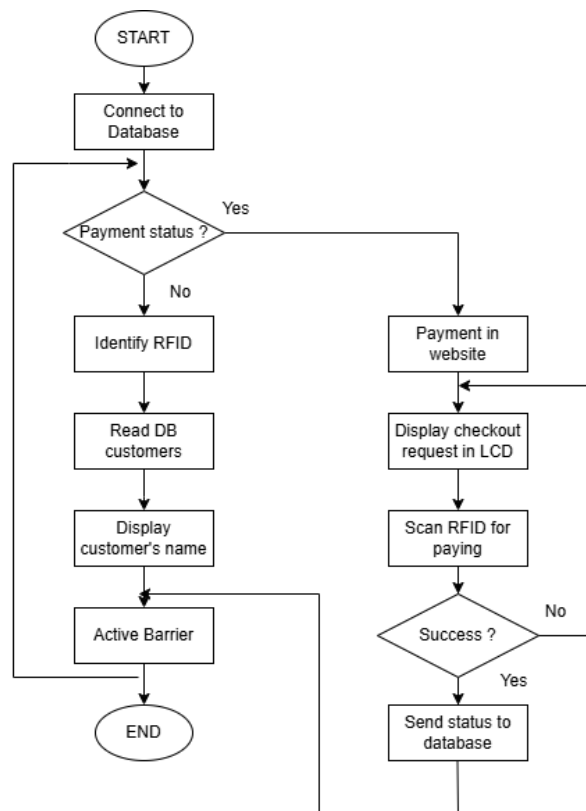 START
Connect to
Database
Payment status ?
Yes
No
Identify RFID
Read DB
customers
Display
customer's name
Active Barrier
END
Payment in
website
Display checkout
request in LCD
Scan RFID for
paying
Success ?
No
Yes
Send status to
database